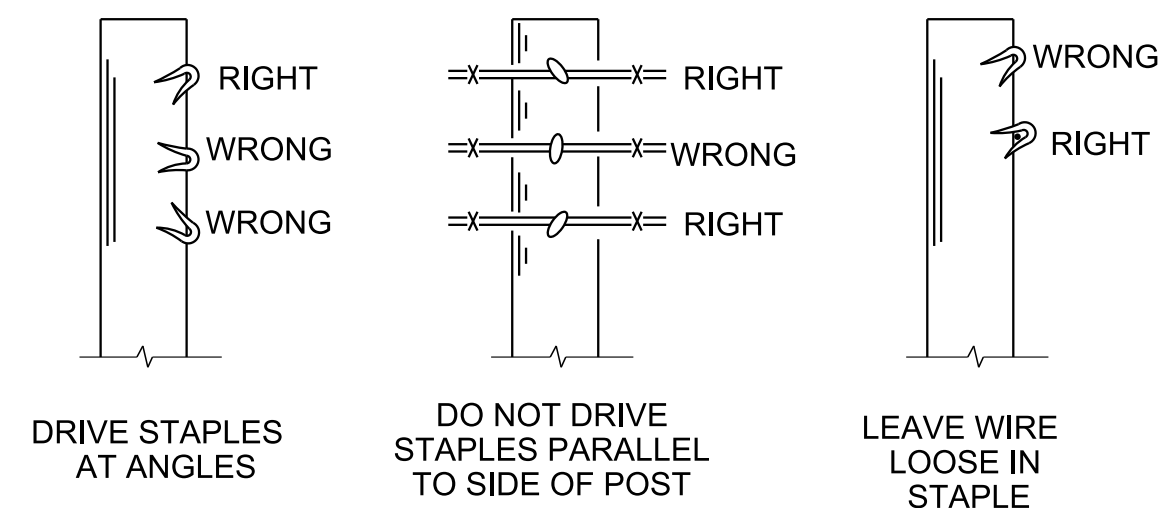 RIGHT
WRONG
WRONG
DRIVE STAPLES
AT ANGLES
RIGHT
WRONG
RIGHT
DO NOT DRIVE
STAPLES PARALLEL
TO SIDE OF POST
WRONG
RIGHT
LEAVE WIRE
LOOSE IN
STAPLE